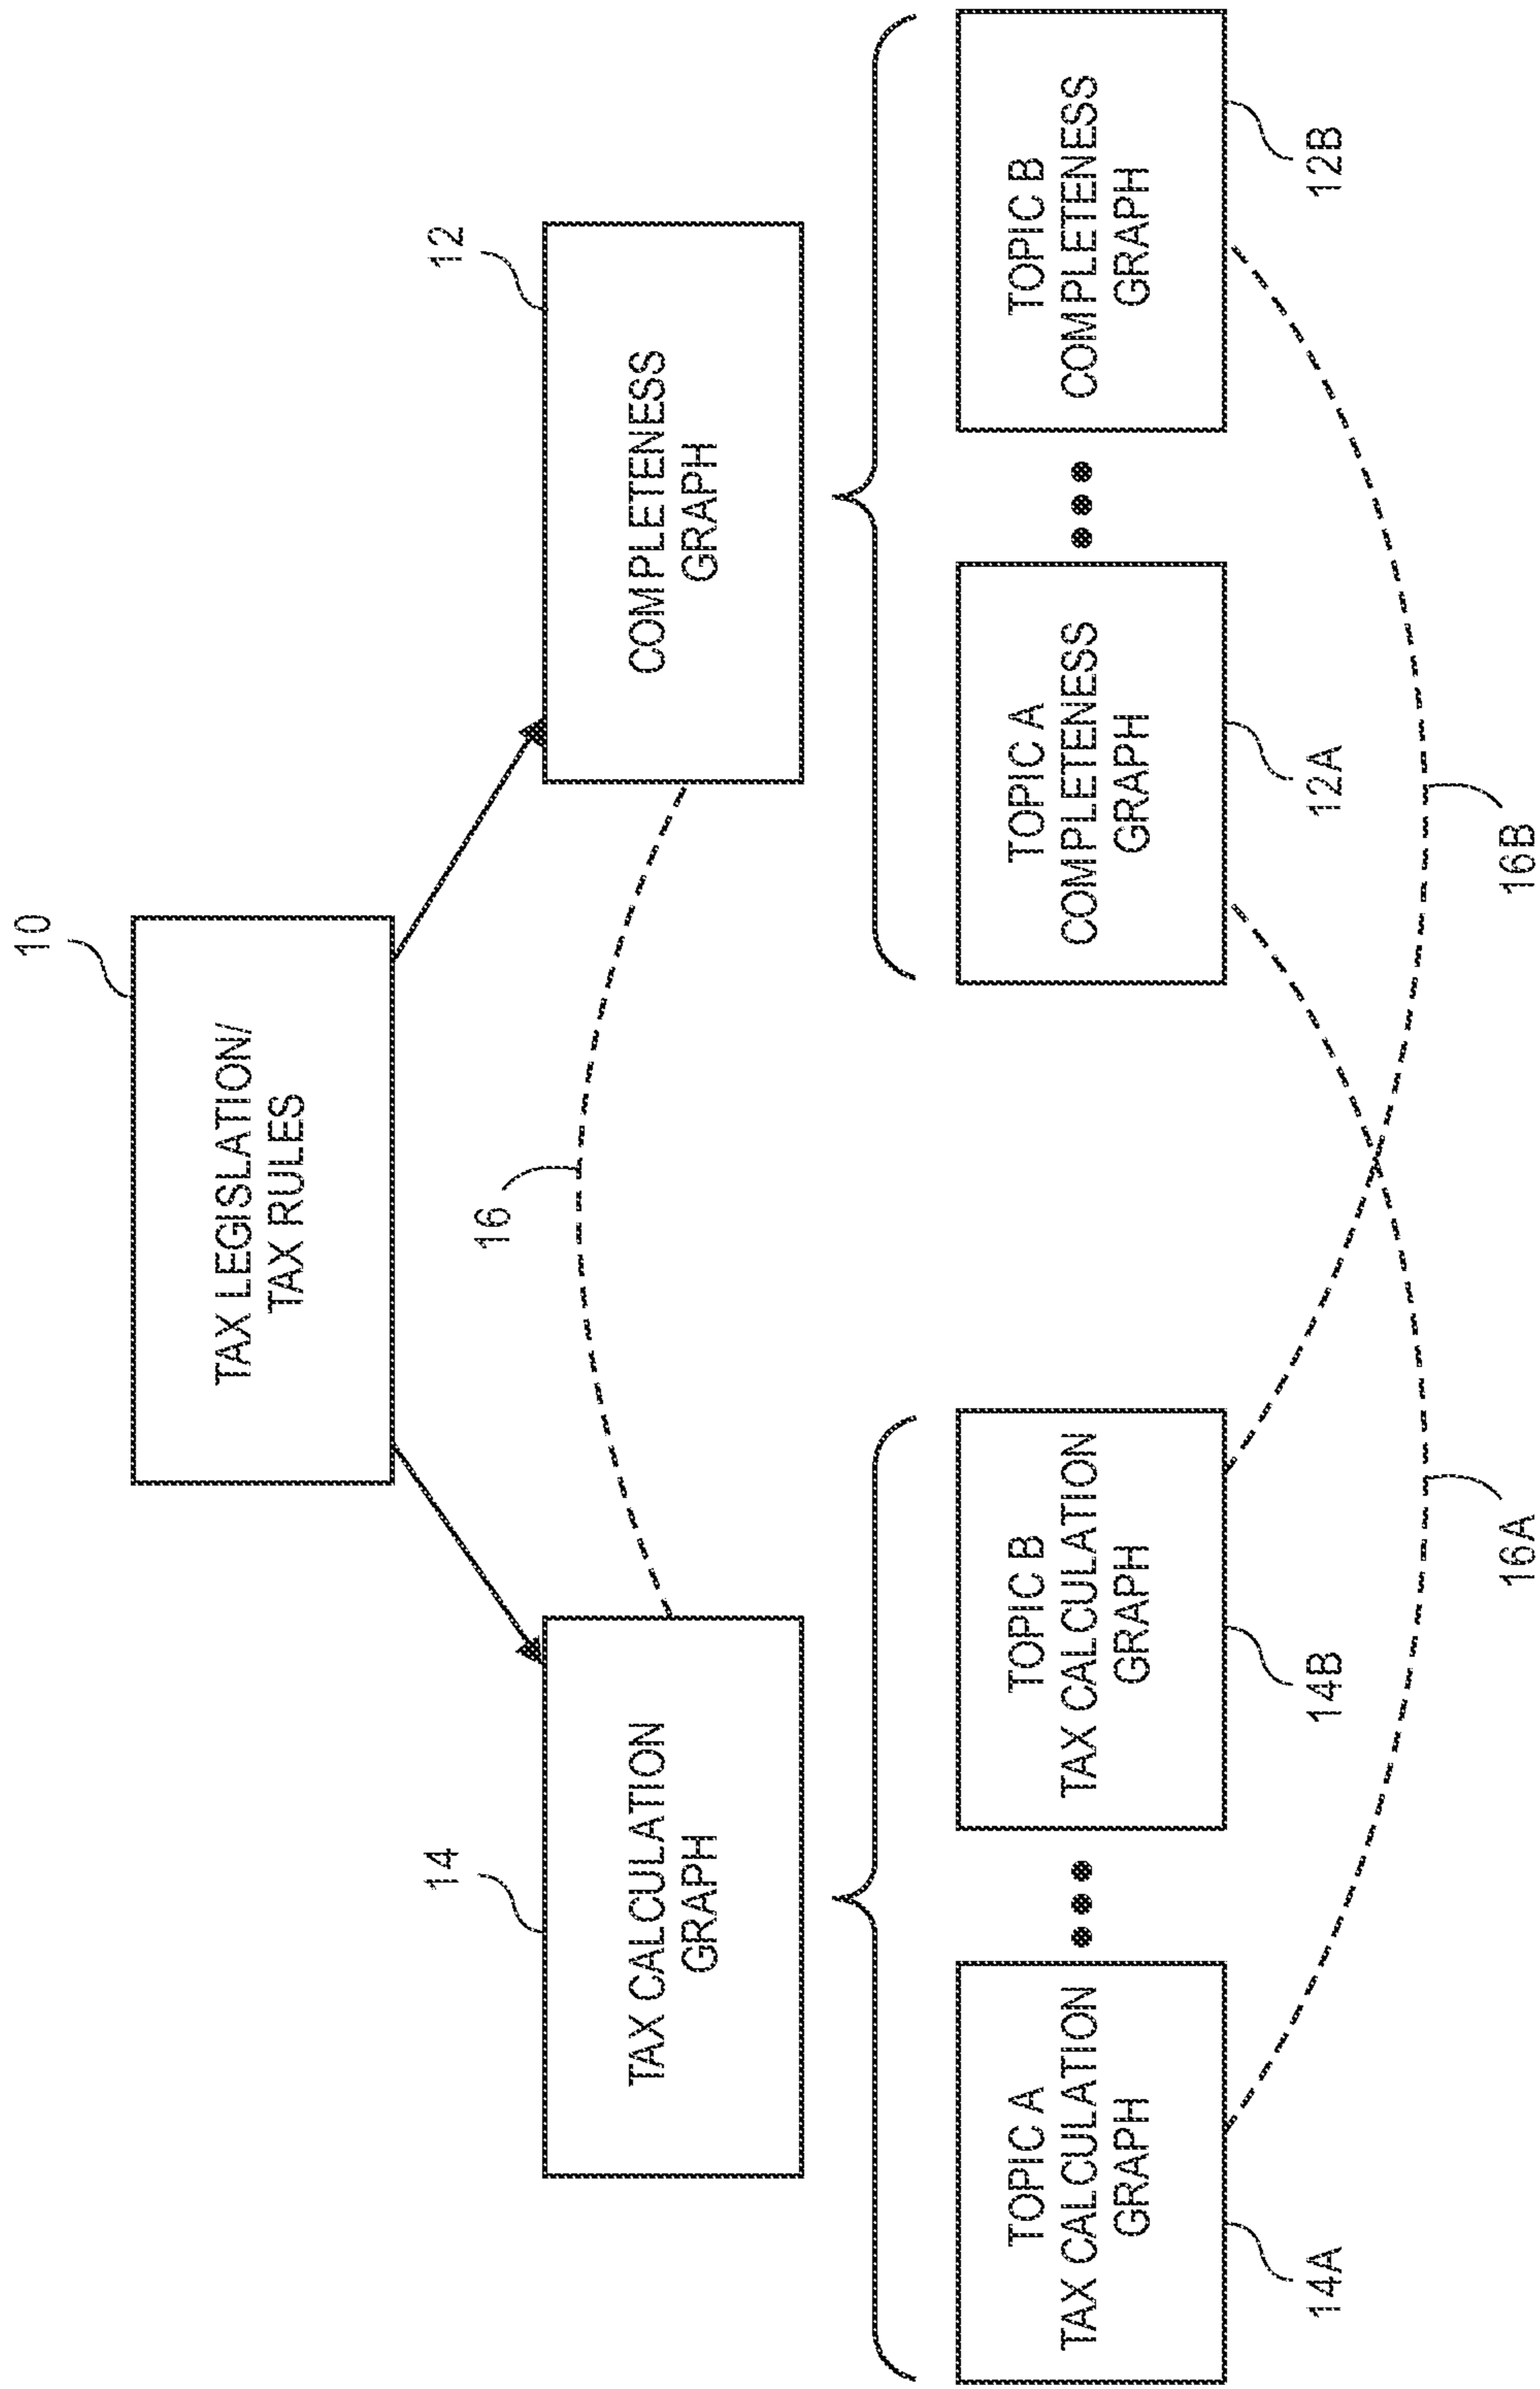 10
TAX LEGISLATION/
TAX RULES
14
TAX CALCULATION
GRAPH
16
12
COMPLETENESS
GRAPH
TOPIC A
TAX CALCULATION
GRAPH
14A
TOPIC B
TAX CALCULATION
GRAPH
14B
TOPIC A
COMPLETENESS
GRAPH
12A
TOPIC B
COMPLETENESS
GRAPH
12B
16A
16B